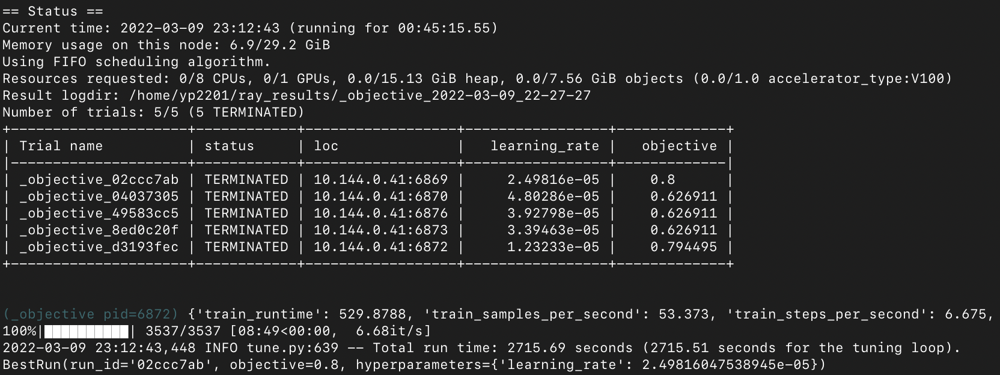 == Status ==
Current time: 2022-03-09 23:12:43 (running for 00:45:15.55)
Memory usage on this node: 6.9/29.2 GiB
Using FIFO scheduling algorithm.
Resources requested: 0/8 CPUs, 0/1 GPUs, 0.0/15.13 GiB heap, 0.0/7.56 GiB objects (0.0/1.0 accelerator_type:V100)
Result logdir: /home/yp2201/ray_results/_objective_2022-03-09_22-27-27
Number of trials: 5/5 (5 TERMINATED)
+---------------------+------------+------------------+-----------------+-------------+
| Trial name          | status     | loc              |   learning_rate |   objective |
|---------------------+------------+------------------+-----------------+-------------|
| _objective_02ccc7ab | TERMINATED | 10.144.0.41:6869 |     2.49816e-05 |    0.8      |
| _objective_04037305 | TERMINATED | 10.144.0.41:6870 |     4.80286e-05 |    0.626911 |
| _objective_49583cc5 | TERMINATED | 10.144.0.41:6876 |     3.92798e-05 |    0.626911 |
| _objective_8ed0c20f | TERMINATED | 10.144.0.41:6873 |     3.39463e-05 |    0.626911 |
| _objective_d3193fec | TERMINATED | 10.144.0.41:6872 |     1.23233e-05 |    0.794495 |
+---------------------+------------+------------------+-----------------+-------------+
(_objective pid=6872) {'train_runtime': 529.8788, 'train_samples_per_second': 53.373, 'train_steps_per_second': 6.675,
100%|██████████| 3537/3537 [08:49<00:00,  6.68it/s]
2022-03-09 23:12:43,448 INFO tune.py:639 -- Total run time: 2715.69 seconds (2715.51 seconds for the tuning loop).
BestRun(run_id='02ccc7ab', objective=0.8, hyperparameters={'learning_rate': 2.49816047538945e-05})